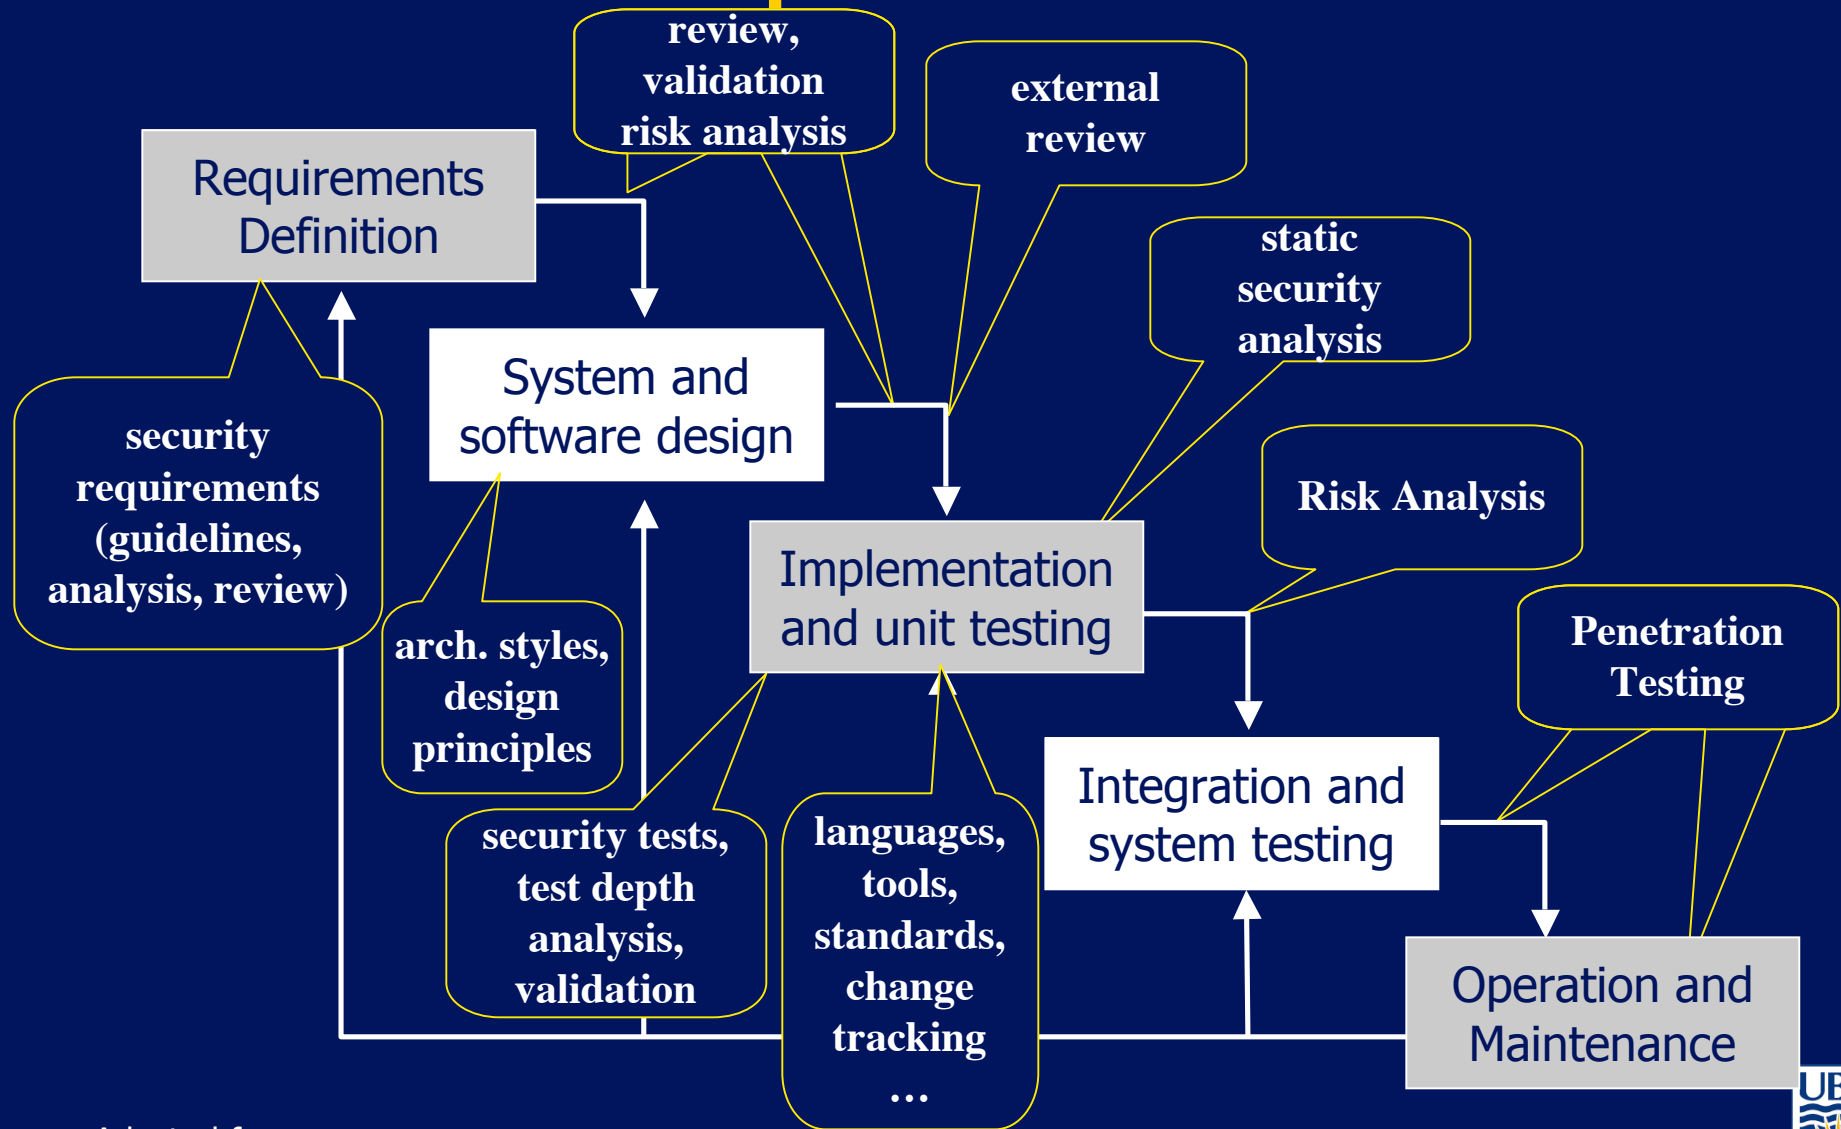 review,
validation
risk analysis
external
review
Requirements
Definition
static
security
analysis
System and
software design
security
requirements
(guidelines,
analysis, review)
Risk Analysis
Implementation
and unit testing
arch. styles,
design
principles
Penetration
Testing
Integration and
system testing
security tests,
test depth
analysis,
validation
languages,
tools,
standards,
change
tracking
...
Operation and
Maintenance